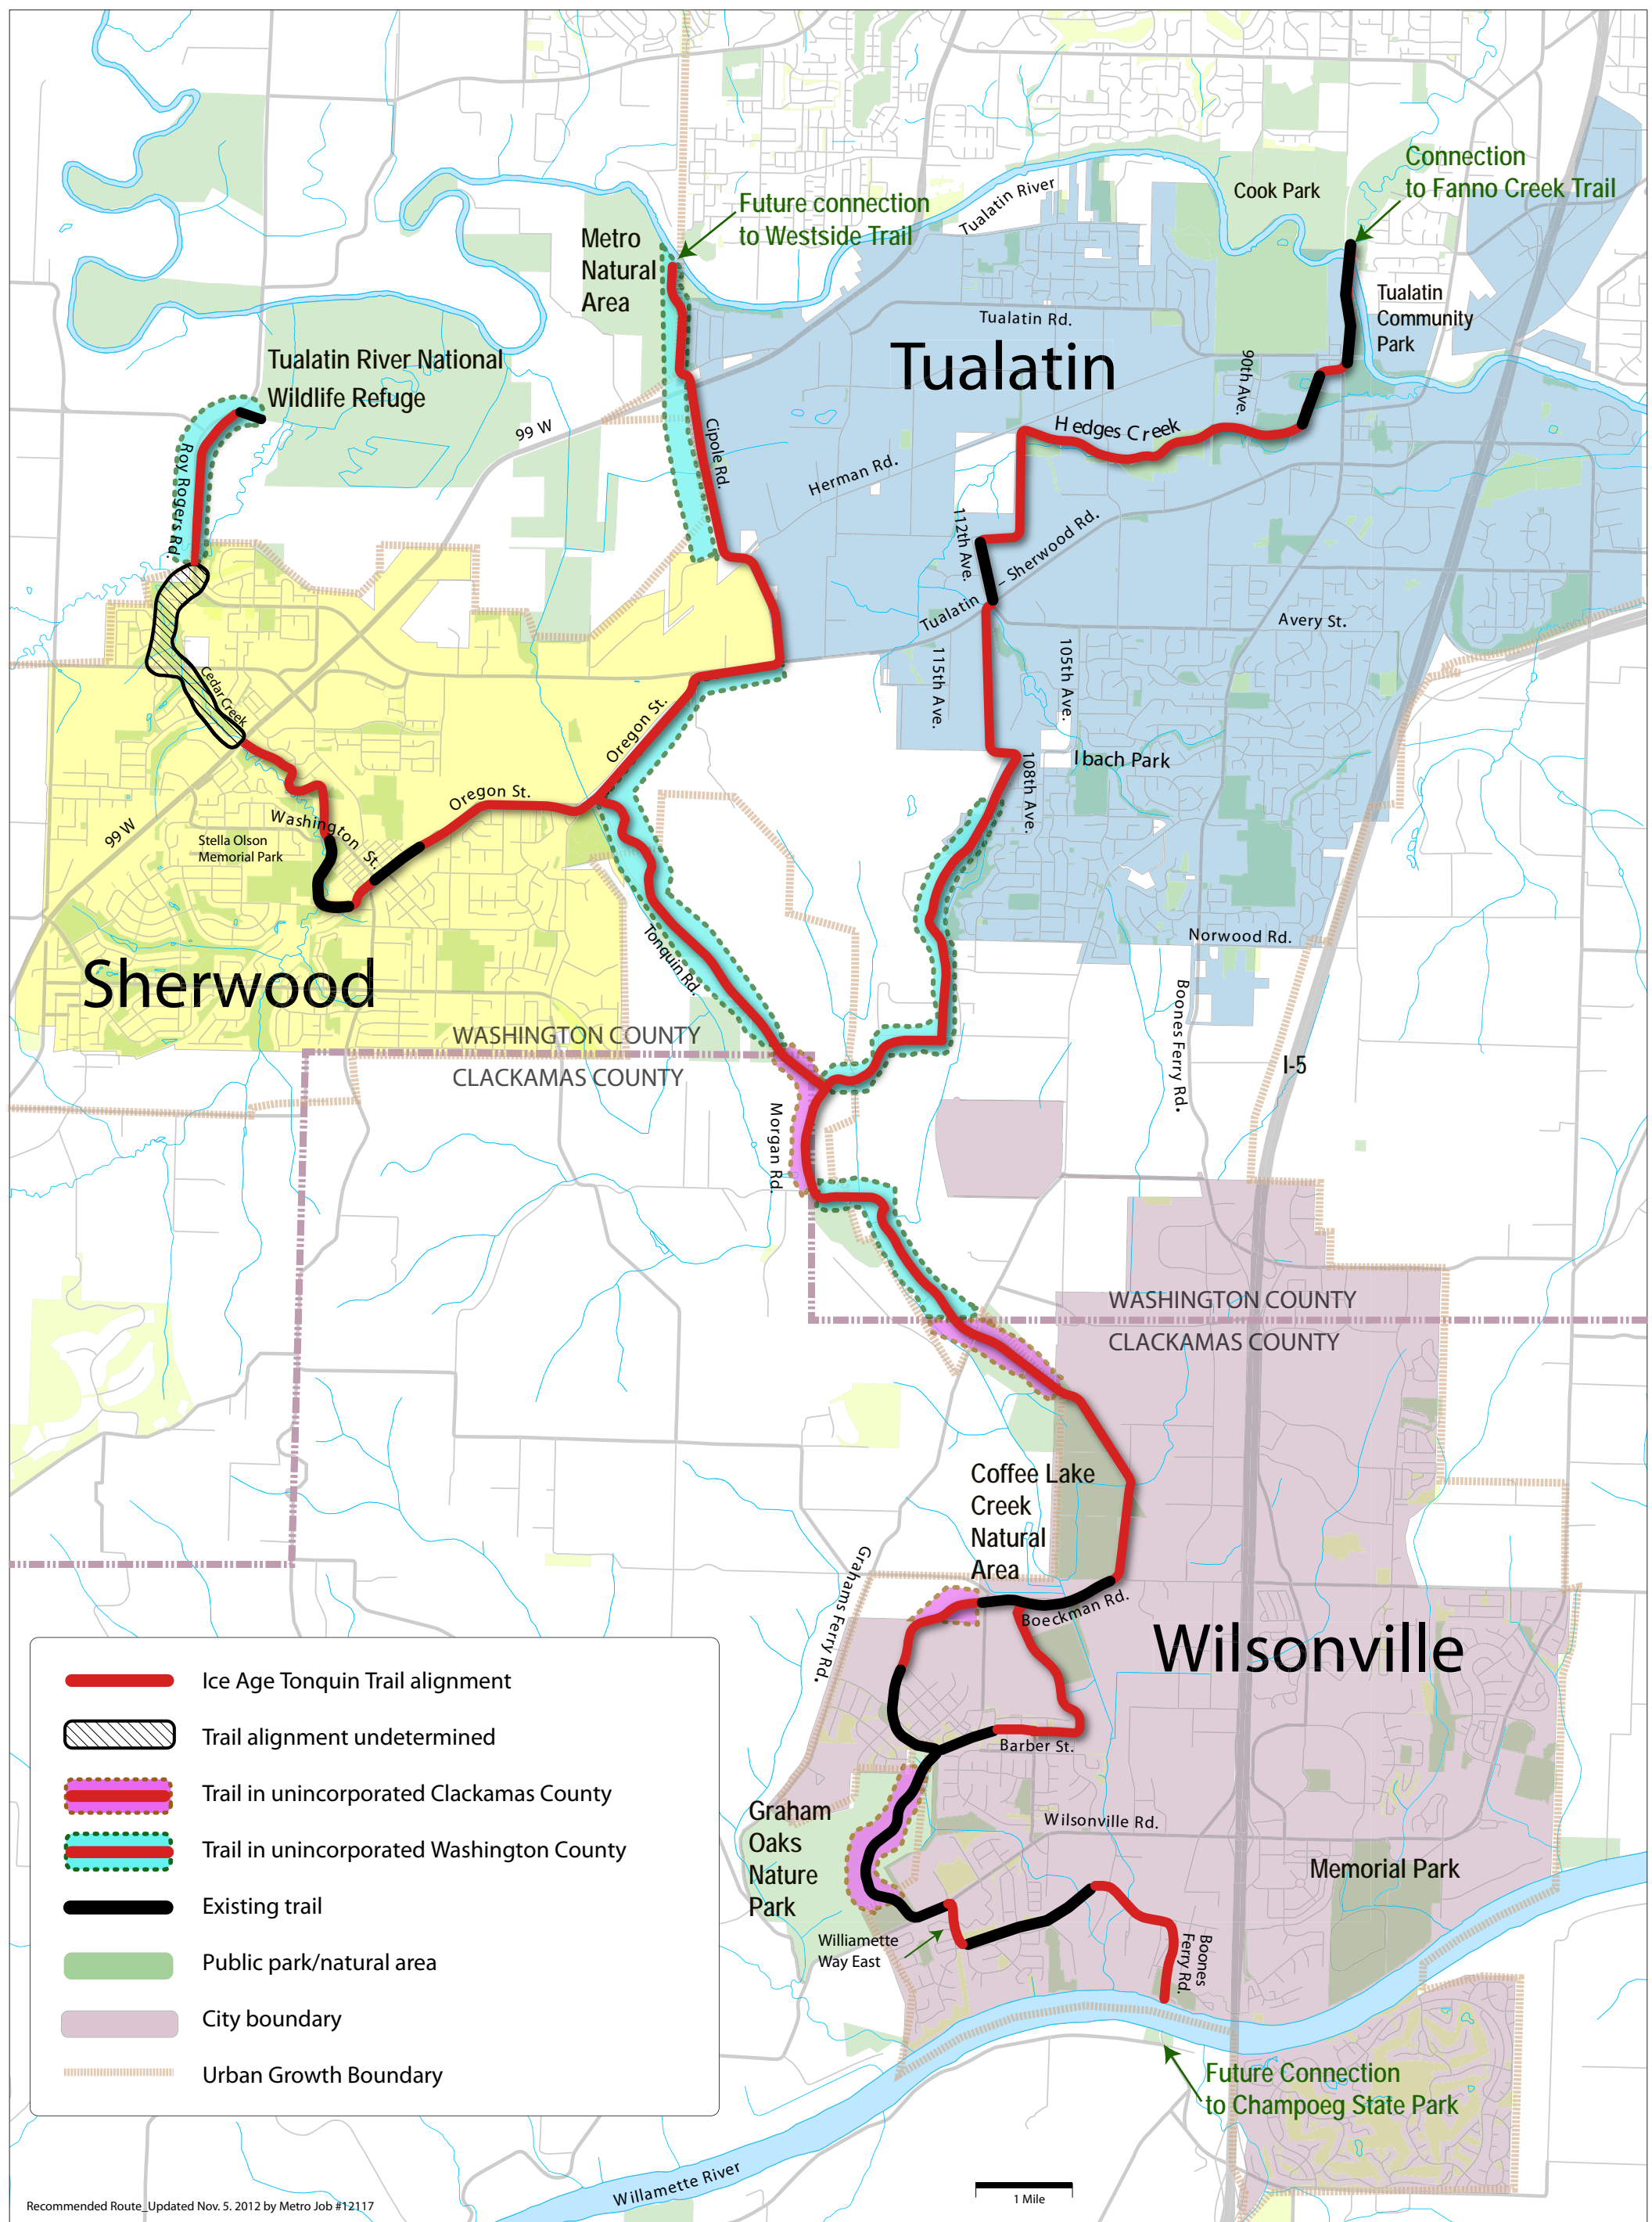 Connection
to Fanno Creek Trail
Cook Park
Future connection
to Westside Trail
Tualatin River
Metro
Natural
Area
Tualatin
Community
Park
Tualatin Rd.
Tualatin
90th Ave.
Tualatin River National
Wildlife Refuge
99 W
Cipole Rd.
Hedges Creek
Herman Rd.
Roy Rogers Rd.
112th Ave.
Tualatin – Sherwood Rd.
Avery St.
115th Ave.
105th Ave.
Cedar Creek
Oregon St.
Ibach Park
108th Ave.
Oregon St.
99 W
Washington St.
Stella Olson
Memorial Park
Norwood Rd.
Tonquin Rd.
Sherwood
Boones Ferry Rd.
WASHINGTON COUNTY
CLACKAMAS COUNTY
I-5
Morgan Rd.
WASHINGTON COUNTY
CLACKAMAS COUNTY
Coffee Lake
Creek
Natural
Area
Grahams Ferry Rd.
Boeckman Rd.
Wilsonville
Barber St.
Graham
Oaks
Nature
Park
Wilsonville Rd.
Memorial Park
Williamette
Way East
Boones
Ferry Rd.
Future Connection
to Champoeg State Park
Willamette River
1 Mile
Ice Age Tonquin Trail alignment
Trail alignment undetermined
Trail in unincorporated Clackamas County
Trail in unincorporated Washington County
Existing trail
Public park/natural area
City boundary
Urban Growth Boundary
Recommended Route_Updated Nov. 5. 2012 by Metro Job #12117